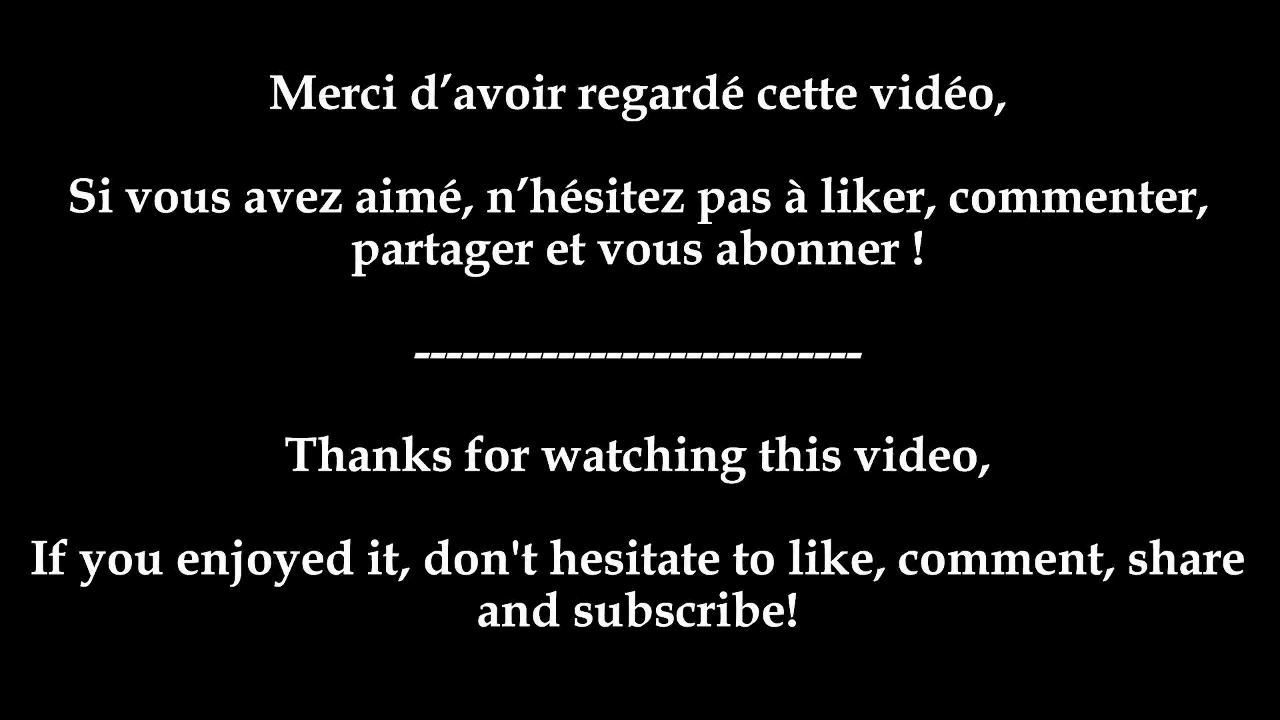 Merci d’avoir regardé cette vidéo,
Si vous avez aimé, n’hésitez pas à liker, commenter,
partager et vous abonner !
----------------------------
Thanks for watching this video,
If you enjoyed it, don't hesitate to like, comment, share
and subscribe!